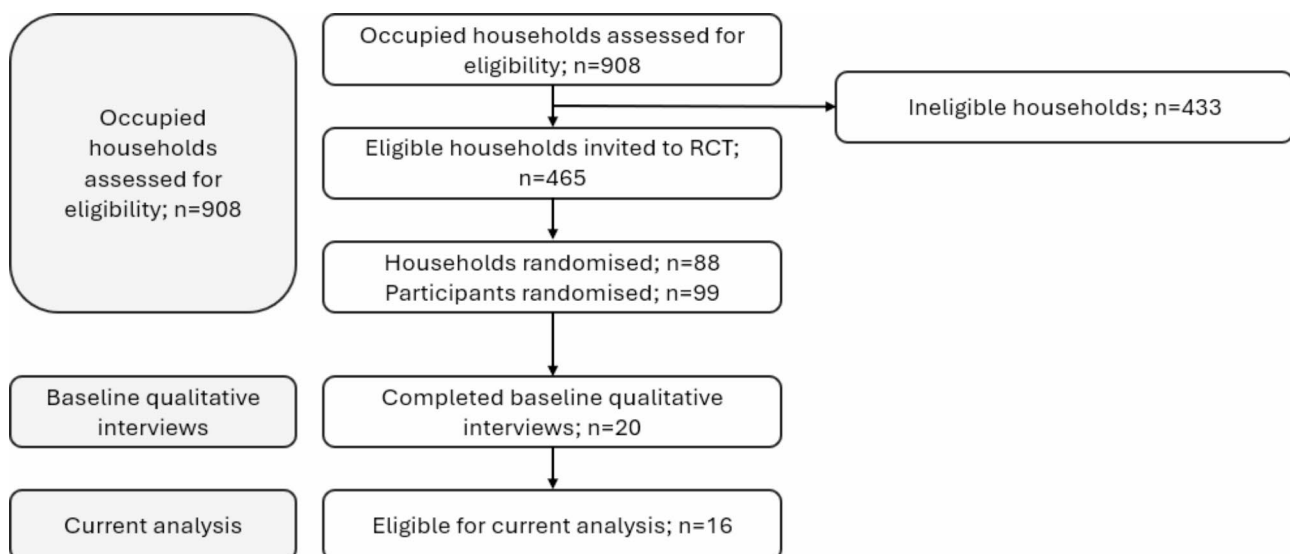 Occupied
households
assessed for
eligibility; n=908
Occupied households assessed for
eligibility; n=908
Ineligible households; n=433
Eligible households invited to RCT;
n=465
Households randomised; n=88
Participants randomised; n=99
Baseline qualitative
interviews
Completed baseline qualitative
interviews; n=20
Current analysis
Eligible for current analysis; n=16